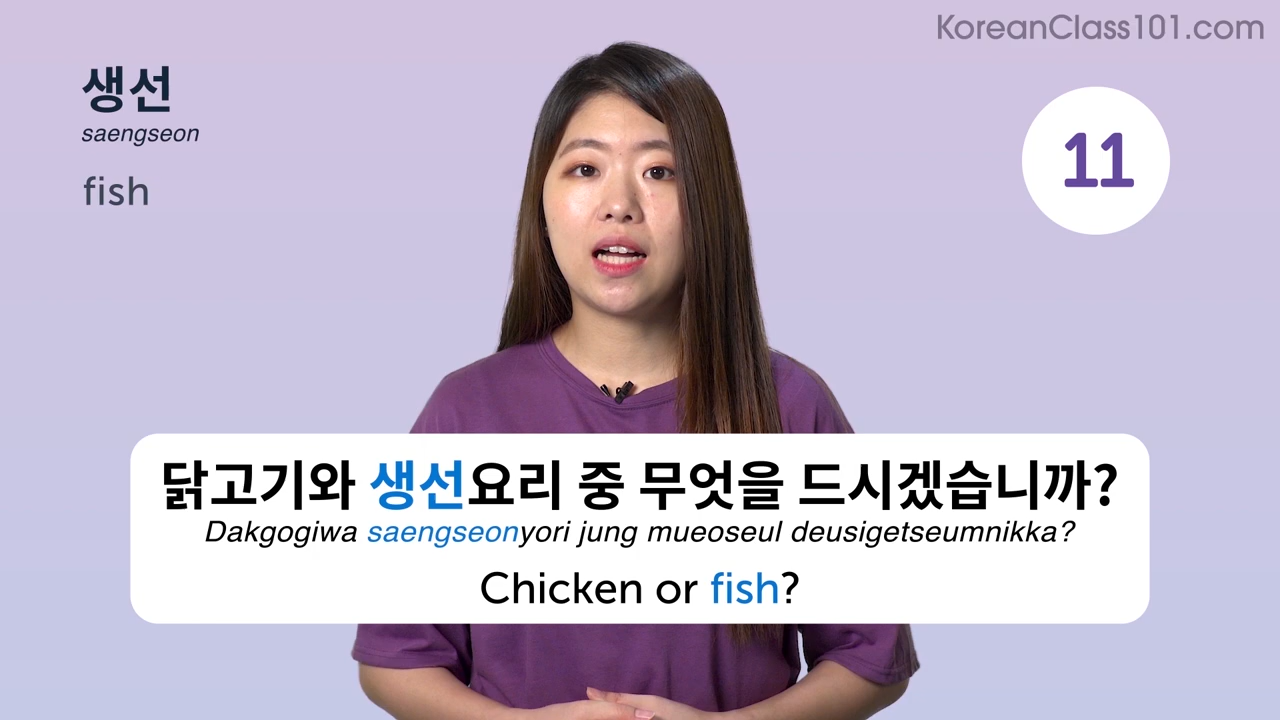 KoreanClass101.com
생선
saengseon
fish
11
닭고기와 생선요리 중 무엇을 드시겠습니까?
Dakgogiwa saengseonyori jung mueoseul deusigetseumnikka?
Chicken or fish?